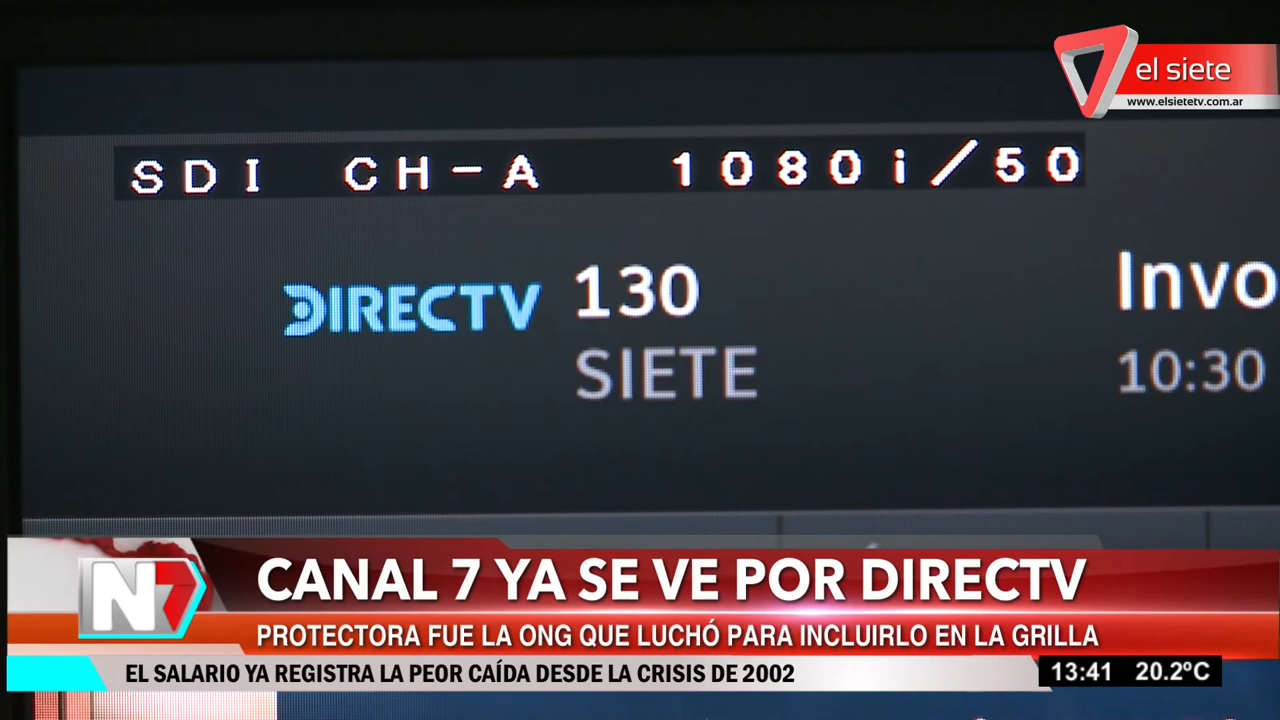 7 el siete
www.elsietetv.com.ar
SDI CH-A 1080i/50
DIRECTV 130 Invo
SIETE 10:30
N7
CANAL 7 YA SE VE POR DIRECTV
PROTECTORA FUE LA ONG QUE LUCHÓ PARA INCLUIRLO EN LA GRILLA
EL SALARIO YA REGISTRA LA PEOR CAÍDA DESDE LA CRISIS DE 2002
13:41 20.2ºC